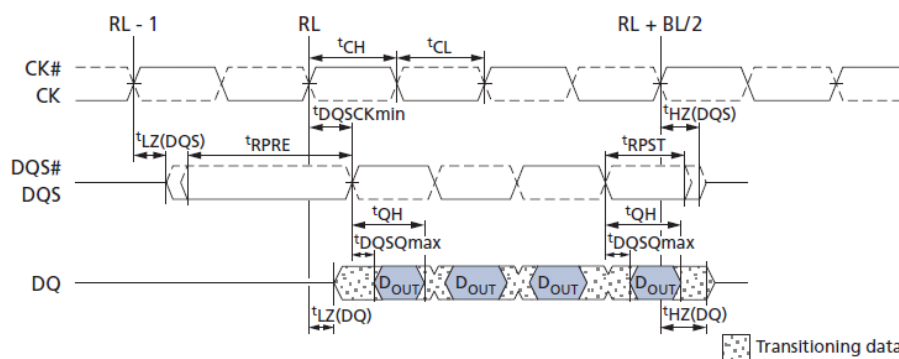 RL - 1 RL RL + BL/2
tCH tCL
CK#
CK
tDQSCKmin tHZ(DQS)
tLZ(DQS) tRPRE tRPST
DQS#
DQS
tQH tQH
tDQSQmax tDQSQmax
DQ DOUT DOUT DOUT DOUT
tLZ(DQ) tHZ(DQ)
Transitioning data